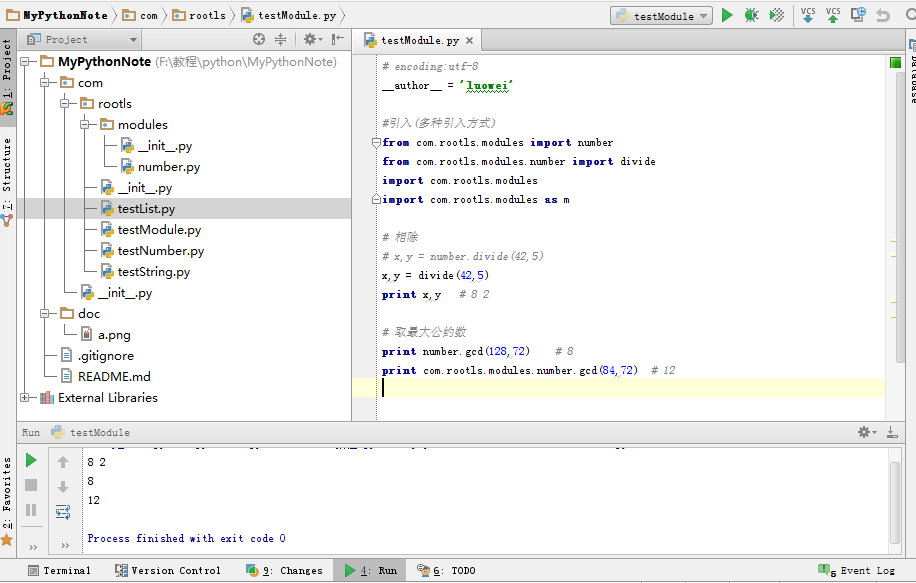 MyPythonNote com rootls testModule.py testModule VCS VCS
1: Project
Project
testModule.py
MyPythonNote (F:\教程\python\MyPythonNote)
com
rootls
modules
__init__.py
number.py
__init__.py
testList.py
testModule.py
testNumber.py
testString.py
__init__.py
doc
a.png
.gitignore
README.md
External Libraries
7: Structure
2: Favorites
# encoding:utf-8
__author__ = 'luowei'
#引入(多种引入方式)
from com.rootls.modules import number
from com.rootls.modules.number import divide
import com.rootls.modules
import com.rootls.modules as m
# 相除
# x,y = number.divide(42,5)
x,y = divide(42,5)
print x,y # 8 2
# 取最大公约数
print number.gcd(128,72) # 8
print com.rootls.modules.number.gcd(84,72) # 12
Run testModule
8 2
8
12
Process finished with exit code 0
Terminal Version Control 9: Changes 4: Run 6: TODO 5 Event Log